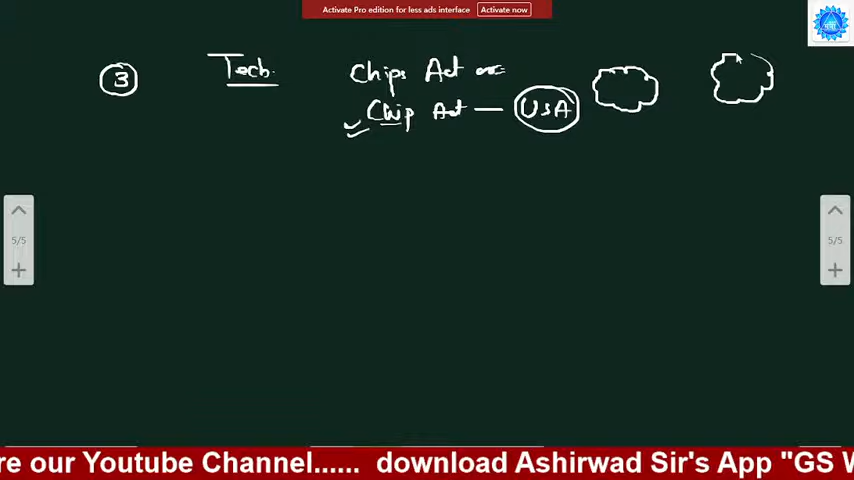 Activate Pro edition for less ads interface Activate now
3 Tech. Chips Act
Chip Act — USA
5/5 5/5
re our Youtube Channel...... download Ashirwad Sir's App "GS W